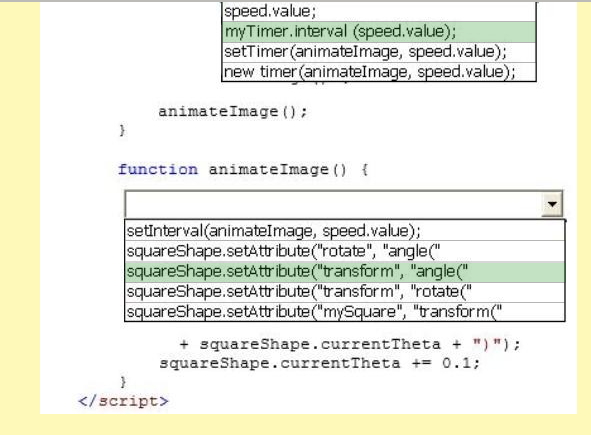 speed.value;
myTimer.interval (speed.value);
setTimer(animateImage, speed.value);
new timer(animateImage, speed.value);
animateImage();
}
function animateImage() {
setInterval(animateImage, speed.value);
squareShape.setAttribute("rotate", "angle("
squareShape.setAttribute("transform", "angle("
squareShape.setAttribute("transform", "rotate("
squareShape.setAttribute("mySquare", "transform("
+ squareShape.currentTheta + ")");
squareShape.currentTheta += 0.1;
}
</script>